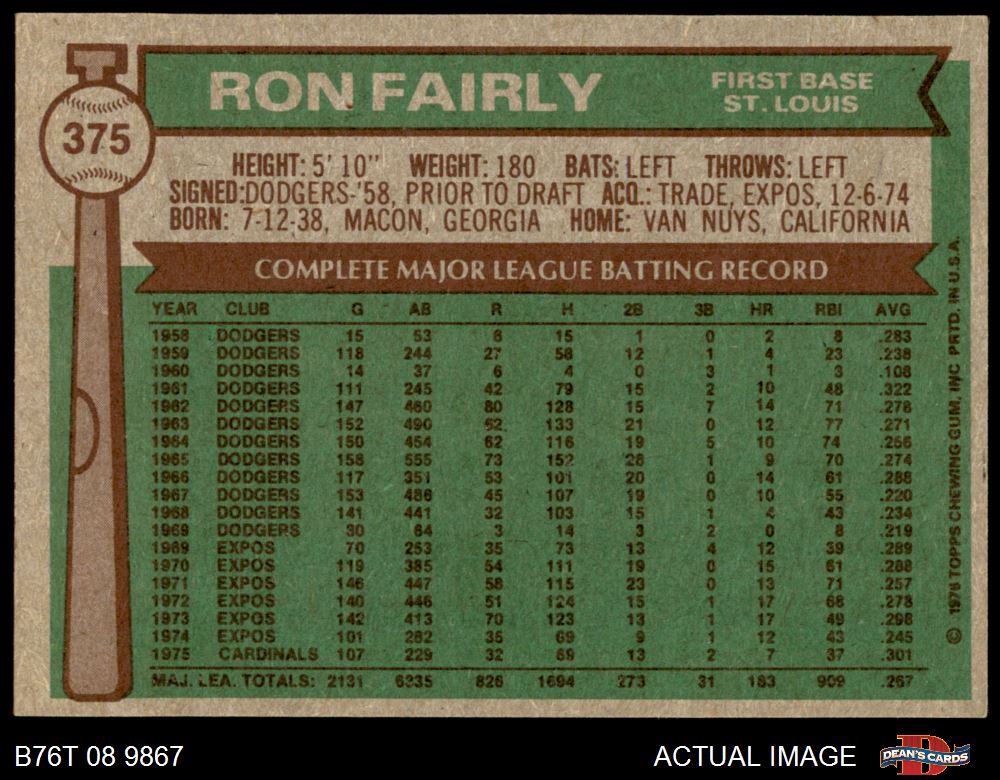 RON FAIRLY
FIRST BASE
ST. LOUIS
375
HEIGHT: 5' 10" WEIGHT: 180 BATS: LEFT THROWS: LEFT
SIGNED:DODGERS-'58, PRIOR TO DRAFT ACQ.: TRADE, EXPOS, 12-6-74
BORN: 7-12-38, MACON, GEORGIA HOME: VAN NUYS, CALIFORNIA
COMPLETE MAJOR LEAGUE BATTING RECORD
YEAR CLUB G AB R H 2B 3B HR RBI AVG
1958 DODGERS 15 53 6 15 1 0 2 8 .283
1959 DODGERS 118 244 27 58 12 1 4 23 .238
1960 DODGERS 14 37 6 4 0 3 1 3 .108
1961 DODGERS 111 245 42 79 15 2 10 48 .322
1962 DODGERS 147 460 80 128 15 7 14 71 .278
1963 DODGERS 152 490 62 133 21 0 12 77 .271
1964 DODGERS 150 454 62 116 19 5 10 74 .256
1965 DODGERS 158 555 73 152 28 1 9 70 .274
1966 DODGERS 117 351 53 101 20 0 14 61 .288
1967 DODGERS 153 486 45 107 19 0 10 55 .220
1968 DODGERS 141 441 32 103 15 1 4 43 .234
1969 DODGERS 30 64 3 14 3 2 0 8 .219
1969 EXPOS 70 253 35 73 13 4 12 39 .289
1970 EXPOS 119 385 54 111 19 0 15 61 .288
1971 EXPOS 146 447 58 115 23 0 13 71 .257
1972 EXPOS 140 446 51 124 15 1 17 68 .278
1973 EXPOS 142 413 70 123 13 1 17 49 .298
1974 EXPOS 101 282 35 69 9 1 12 43 .245
1975 CARDINALS 107 229 32 69 13 2 7 37 .301
MAJ. LEA. TOTALS: 2131 6335 826 1694 273 31 183 909 .267
© 1976 TOPPS CHEWING GUM, INC PRTD. IN U.S.A.
B76T 08 9867
ACTUAL IMAGE
DEAN'S CARDS